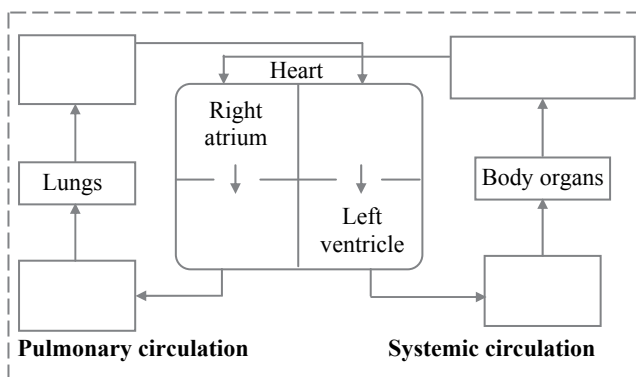 Heart
Right
atrium
Lungs
Body organs
Left
ventricle
Pulmonary circulation
Systemic circulation